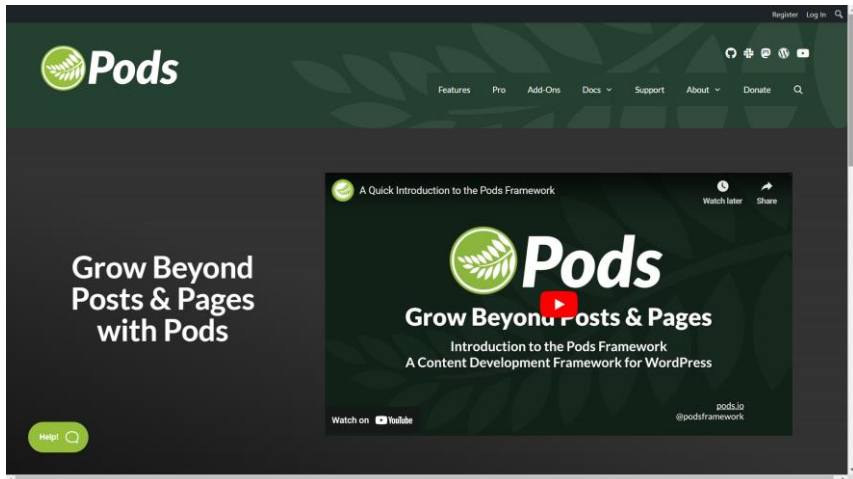 Register Log In
Pods
Features Pro Add-Ons Docs Support About Donate
A Quick Introduction to the Pods Framework
Watch later Share
Pods
Grow Beyond
Posts & Pages
with Pods
Grow Beyond Posts & Pages
Introduction to the Pods Framework
A Content Development Framework for WordPress
pods.io
@podsframework
Watch on YouTube
Help!